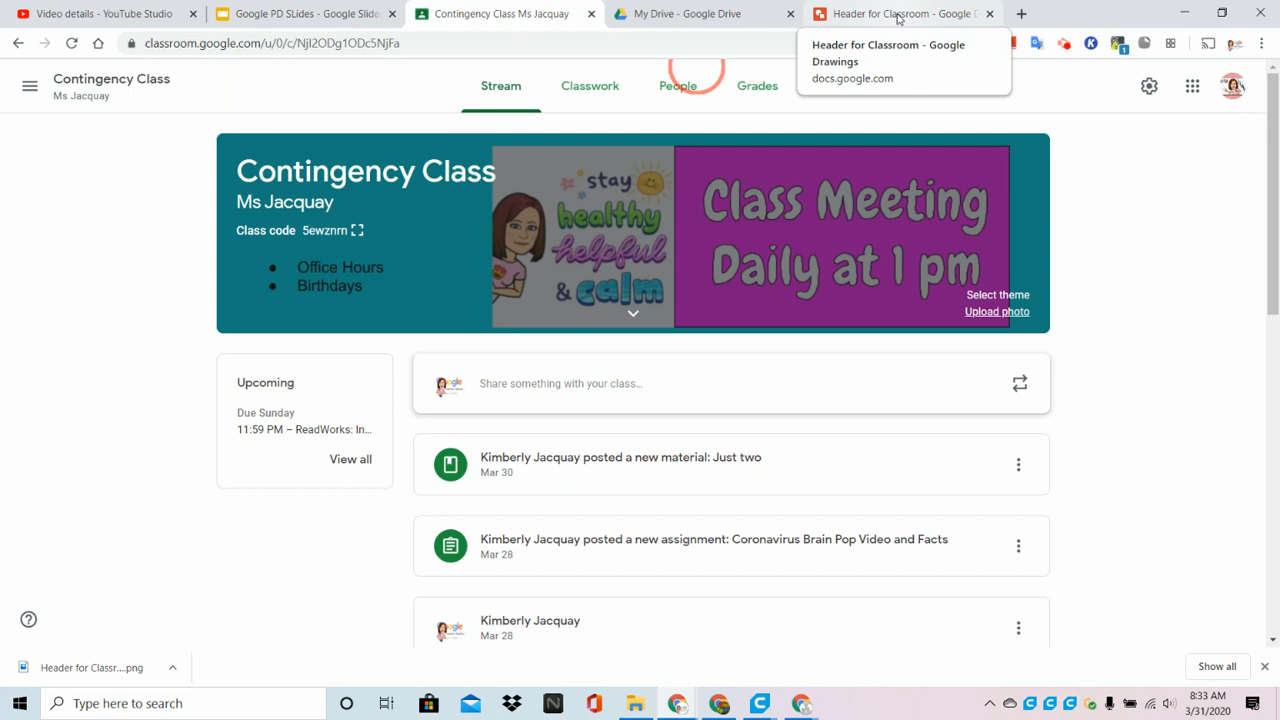 Video details - YouTube Studio
Google PD Slides - Google Slide
Contingency Class Ms Jacquay
My Drive - Google Drive
Header for Classroom - Google D
classroom.google.com/u/0/c/NjI2ODg1ODc5NjFa
Header for Classroom - Google
Drawings
docs.google.com
Contingency Class
Ms Jacquay
Stream
Classwork
People
Grades
Contingency Class
Ms Jacquay
Class code 5ewznrn
• Office Hours
• Birthdays
stay
healthy
helpful
& calm
Class Meeting
Daily at 1 pm
Select theme
Upload photo
Upcoming
Due Sunday
11:59 PM – ReadWorks: In...
View all
Share something with your class...
Kimberly Jacquay posted a new material: Just two
Mar 30
Kimberly Jacquay posted a new assignment: Coronavirus Brain Pop Video and Facts
Mar 28
Kimberly Jacquay
Mar 28
Header for Classr....png
Show all
Type here to search
8:33 AM
3/31/2020